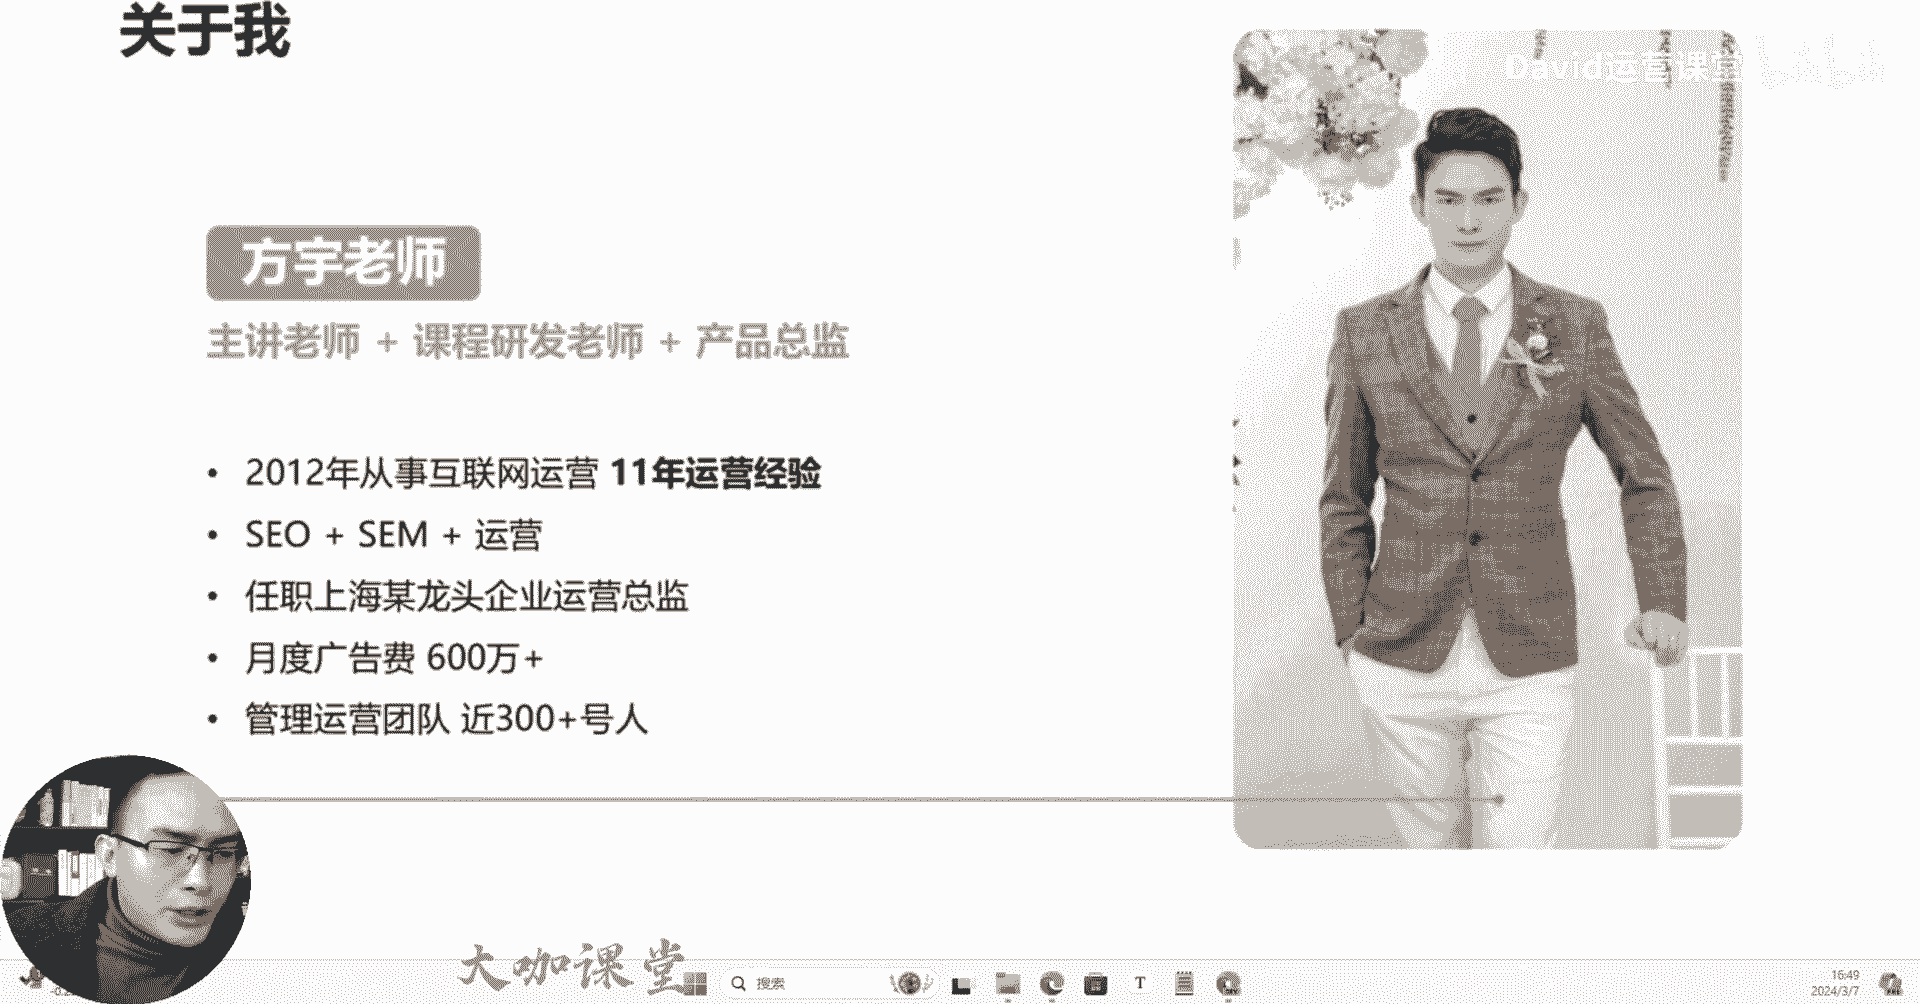 关于我
David运营课堂
方宇老师
主讲老师 + 课程研发老师 + 产品总监
• 2012年从事互联网运营 11年运营经验
• SEO + SEM + 运营
• 任职上海某龙头企业运营总监
• 月度广告费 600万+
• 管理运营团队 近300+号人
大咖课堂
搜索
T
16:49
2024/3/7